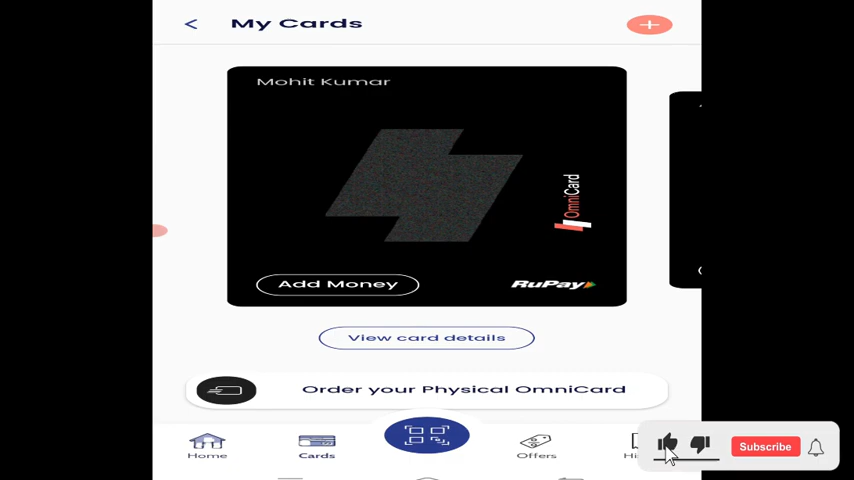 My Cards
Mohit Kumar
OmniCard
Add Money
RuPay
View card details
Order your Physical OmniCard
Home
Cards
Offers
Subscribe